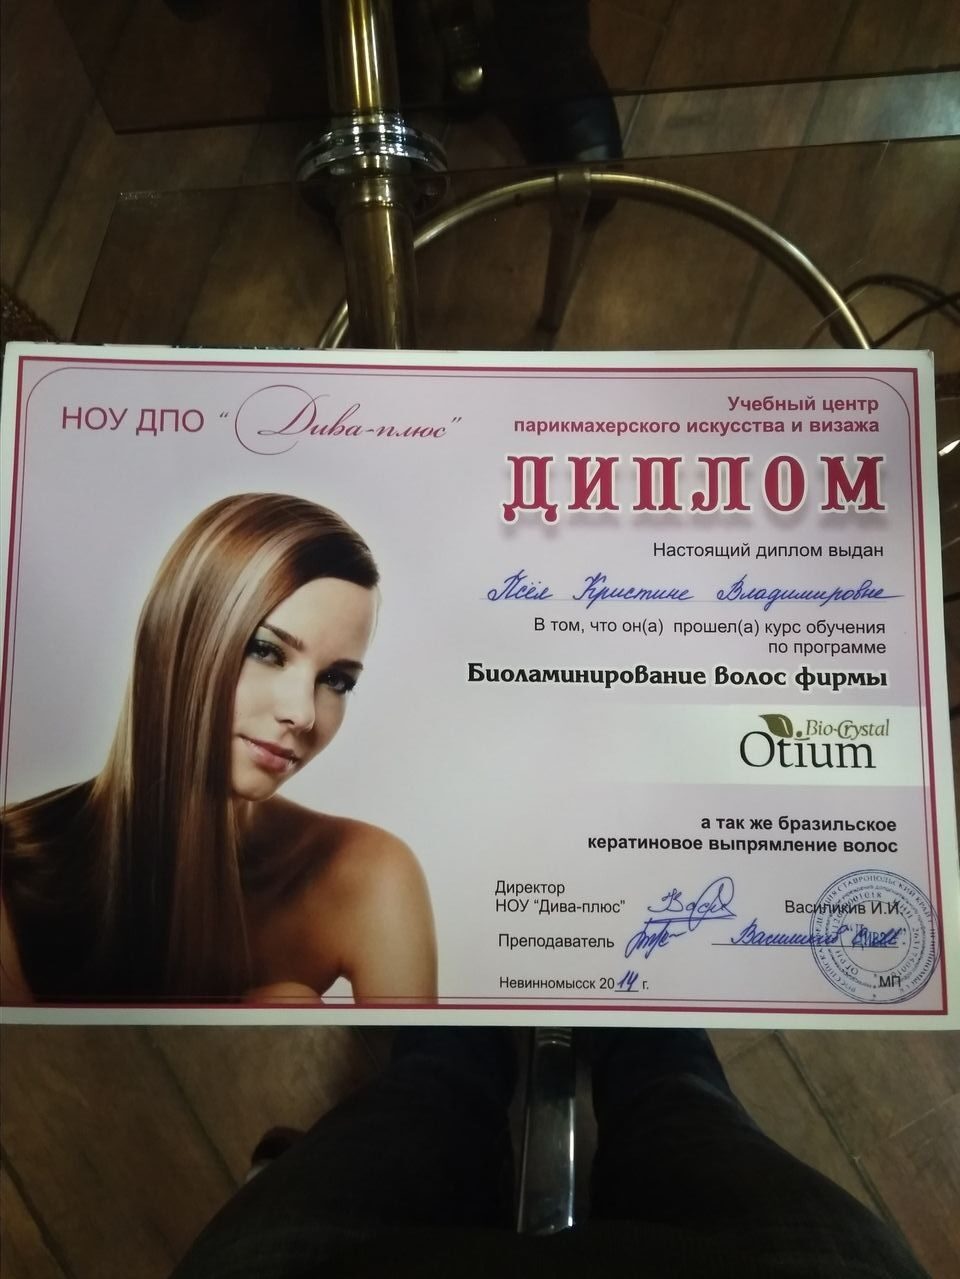 НОУ ДПО “Дива-плюс”
Учебный центр
парикмахерского искусства и визажа
ДИПЛОМ
Настоящий диплом выдан
Псёл Кристине Владимировне
В том, что он(а) прошел(а) курс обучения
по программе
Биоламинирование волос фирмы
Bio-Crystal
Otium
а так же бразильское
кератиновое выпрямление волос
Директор
НОУ “Дива-плюс” Василикив И.И.
Преподаватель
Невинномысск 2014 г.
МП